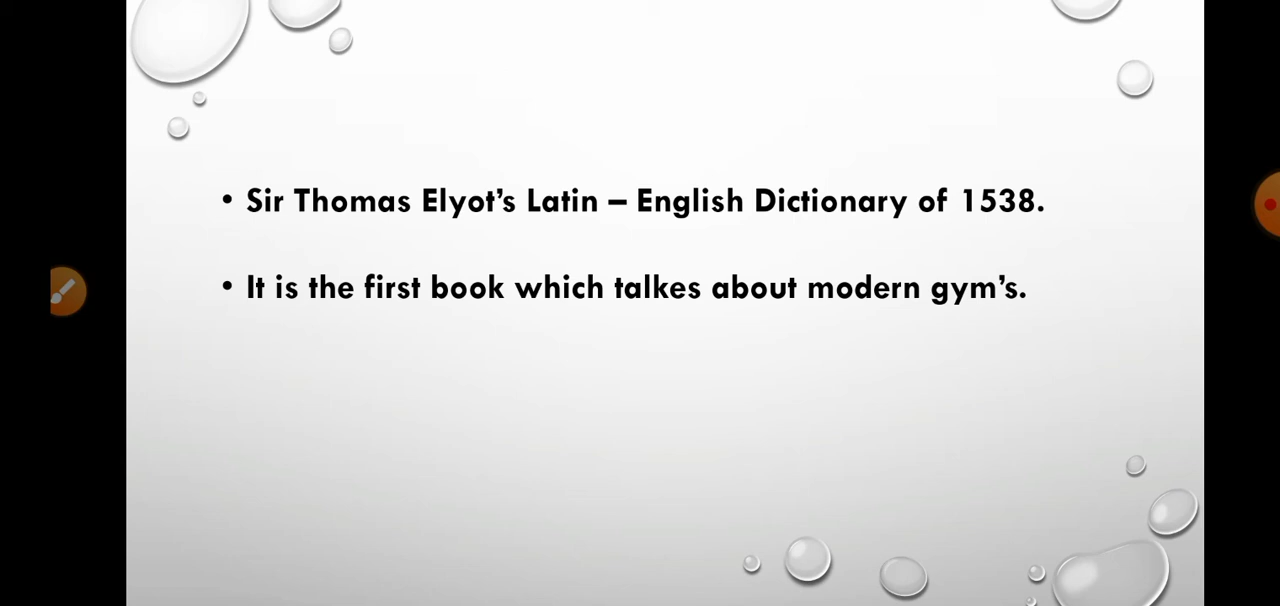 • Sir Thomas Elyot’s Latin – English Dictionary of 1538.
• It is the first book which talkes about modern gym’s.